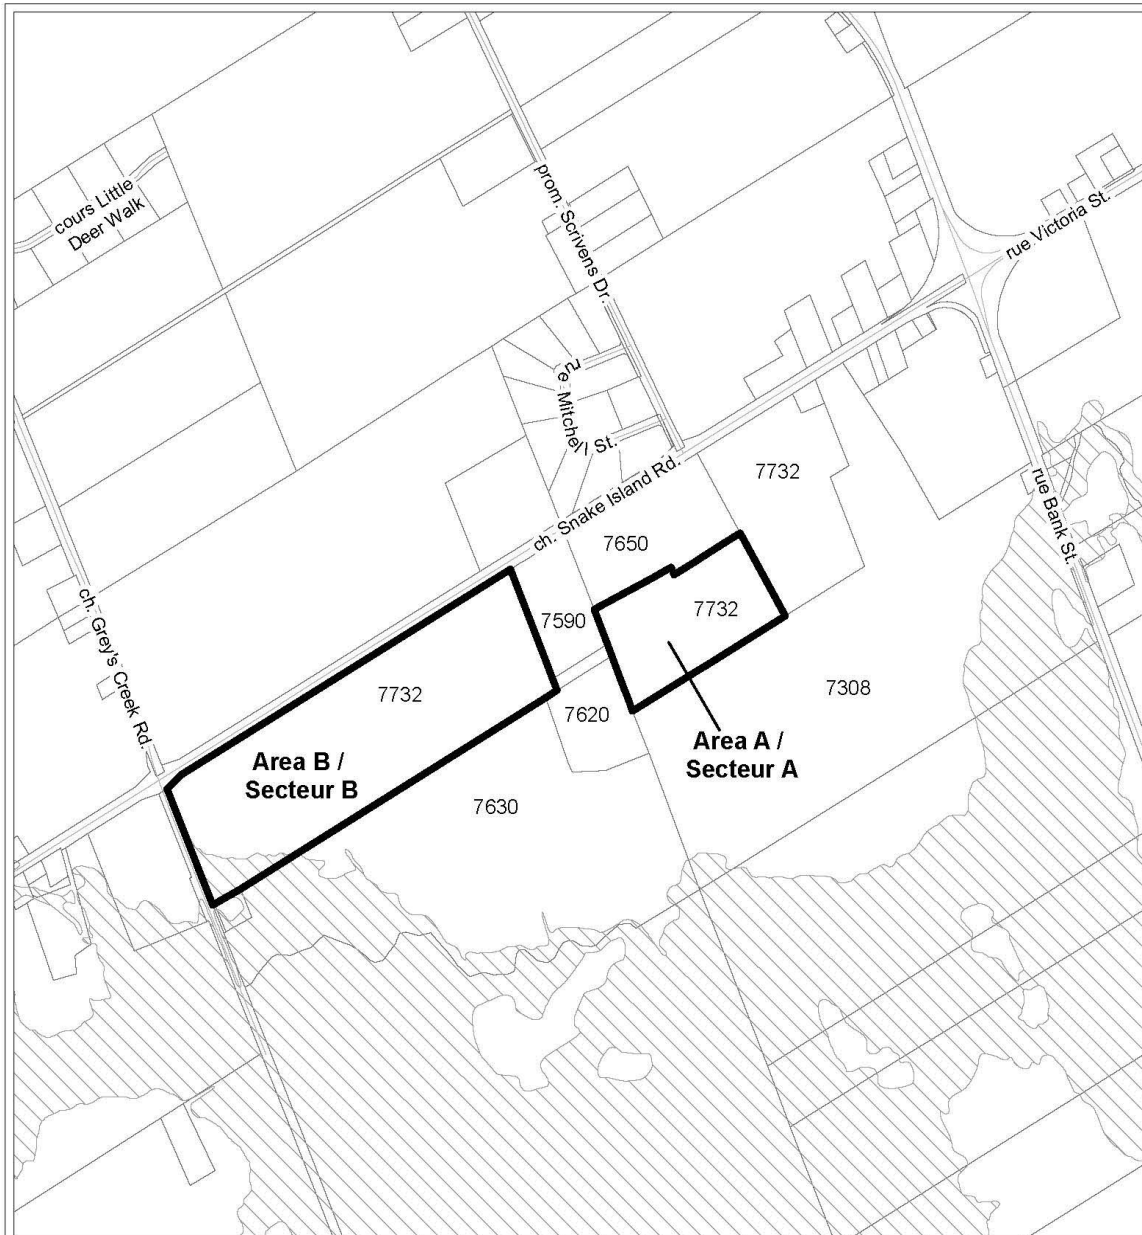 cours Little
Deer Walk
prom. Scrivens Dr.
rue Victoria St.
rue Mitchell St.
ch. Snake Island Rd.
7732
rue Bank St.
7650
7590
7732
ch. Grey's Creek Rd.
7732
7620
7308
Area B /
Secteur B
Area A /
Secteur A
7630